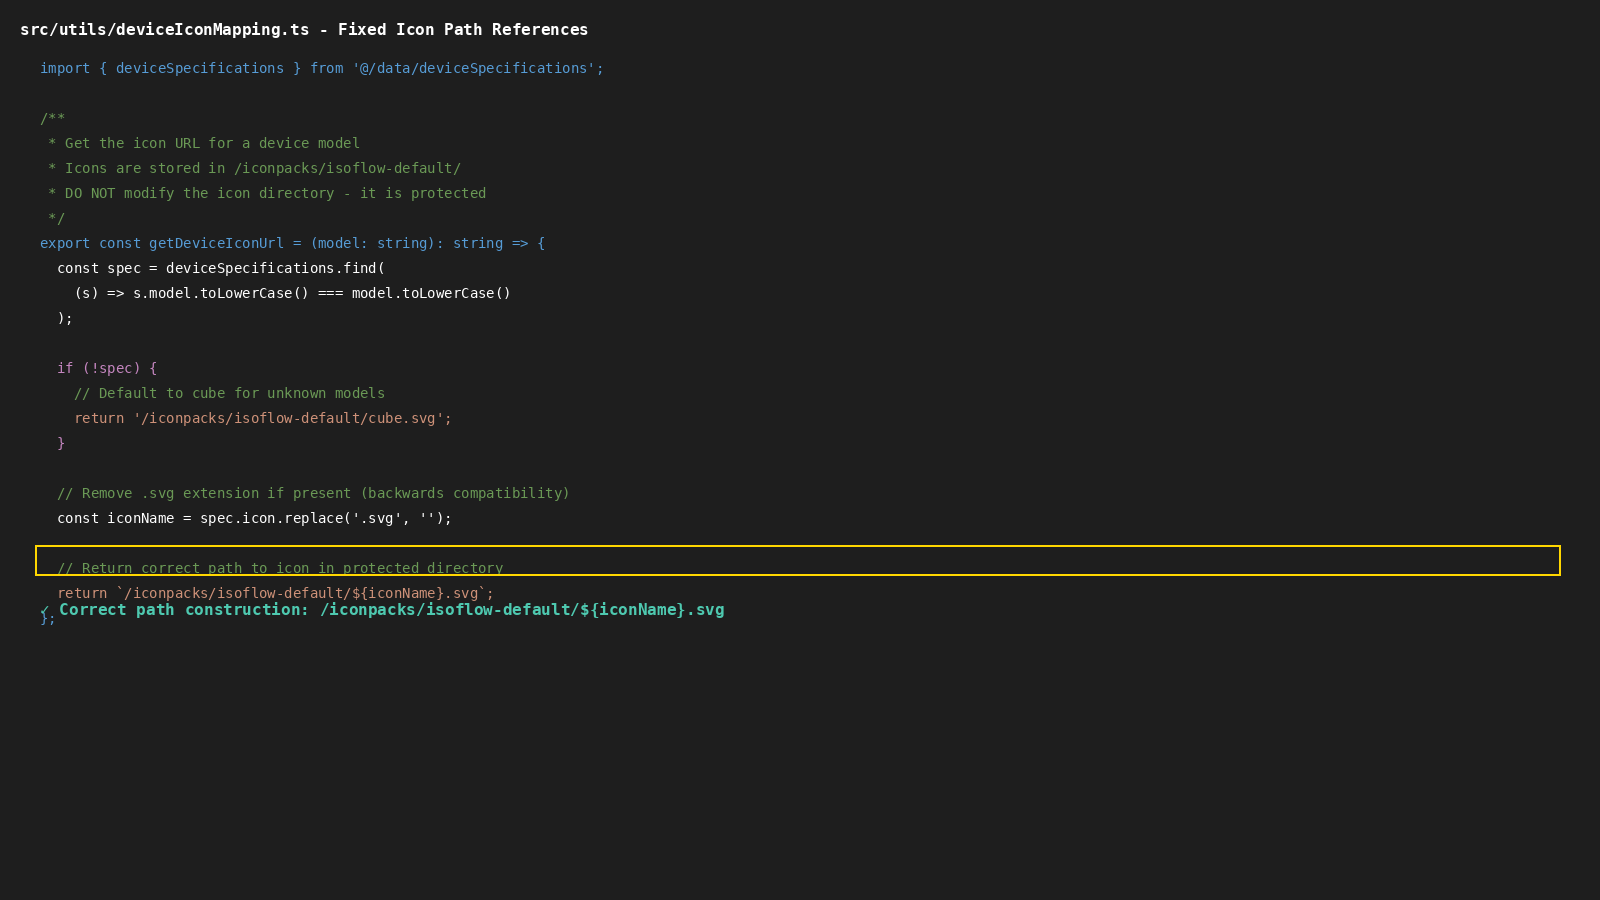 src/utils/deviceIconMapping.ts - Fixed Icon Path References
import { deviceSpecifications } from '@/data/deviceSpecifications';
/**
 * Get the icon URL for a device model
 * Icons are stored in /iconpacks/isoflow-default/
 * DO NOT modify the icon directory - it is protected
 */
export const getDeviceIconUrl = (model: string): string => {
  const spec = deviceSpecifications.find(
    (s) => s.model.toLowerCase() === model.toLowerCase()
  );
  if (!spec) {
    // Default to cube for unknown models
    return '/iconpacks/isoflow-default/cube.svg';
  }
  // Remove .svg extension if present (backwards compatibility)
  const iconName = spec.icon.replace('.svg', '');
  // Return correct path to icon in protected directory
  return `/iconpacks/isoflow-default/${iconName}.svg`;
✓ Correct path construction: /iconpacks/isoflow-default/${iconName}.svg
};